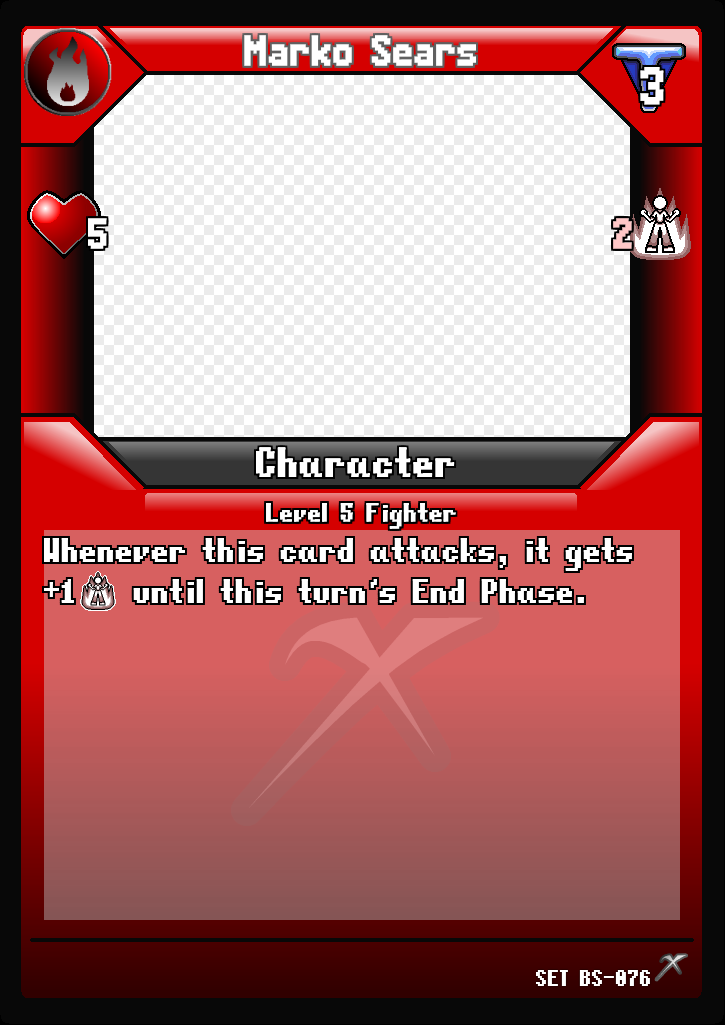 Marko Sears
3
5
2
Character
Level 5 Fighter
Whenever this card attacks, it gets
+1 until this turn's End Phase.
SET BS-076